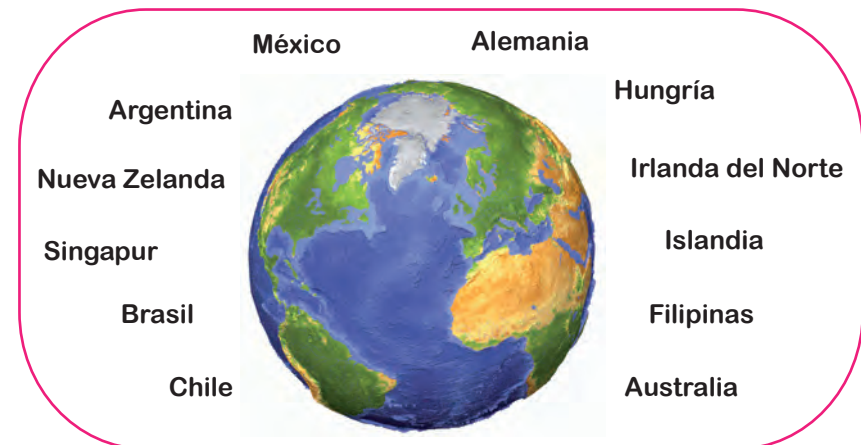 México
Alemania
Argentina
Hungría
Nueva Zelanda
Irlanda del Norte
Singapur
Islandia
Brasil
Filipinas
Chile
Australia